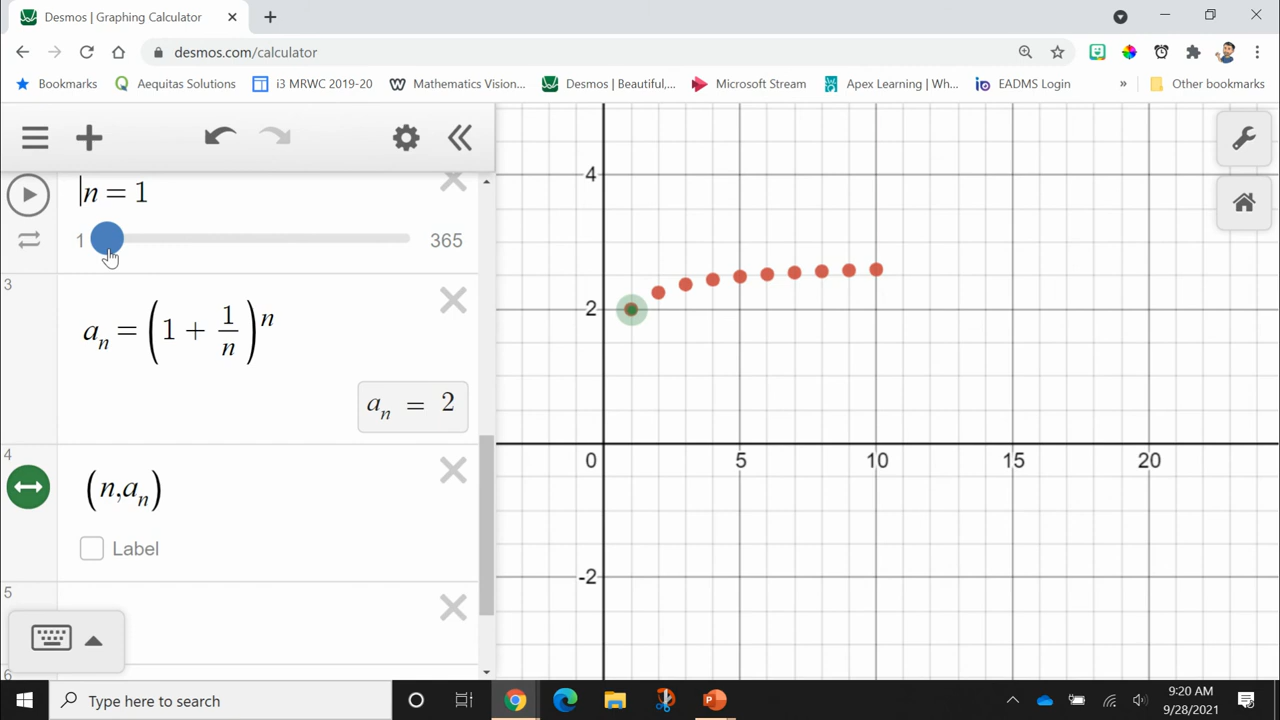 Desmos | Graphing Calculator
desmos.com/calculator
Bookmarks Aequitas Solutions i3 MRWC 2019-20 Mathematics Vision... Desmos | Beautiful,... Microsoft Stream Apex Learning | Wh... EADMS Login » Other bookmarks
n = 1
1 365
3
a_n = (1 + 1/n)^n
a_n = 2
4
(n,a_n)
Label
5
6
4
2
0 5 10 15 20
-2
Type here to search
9:20 AM
9/28/2021